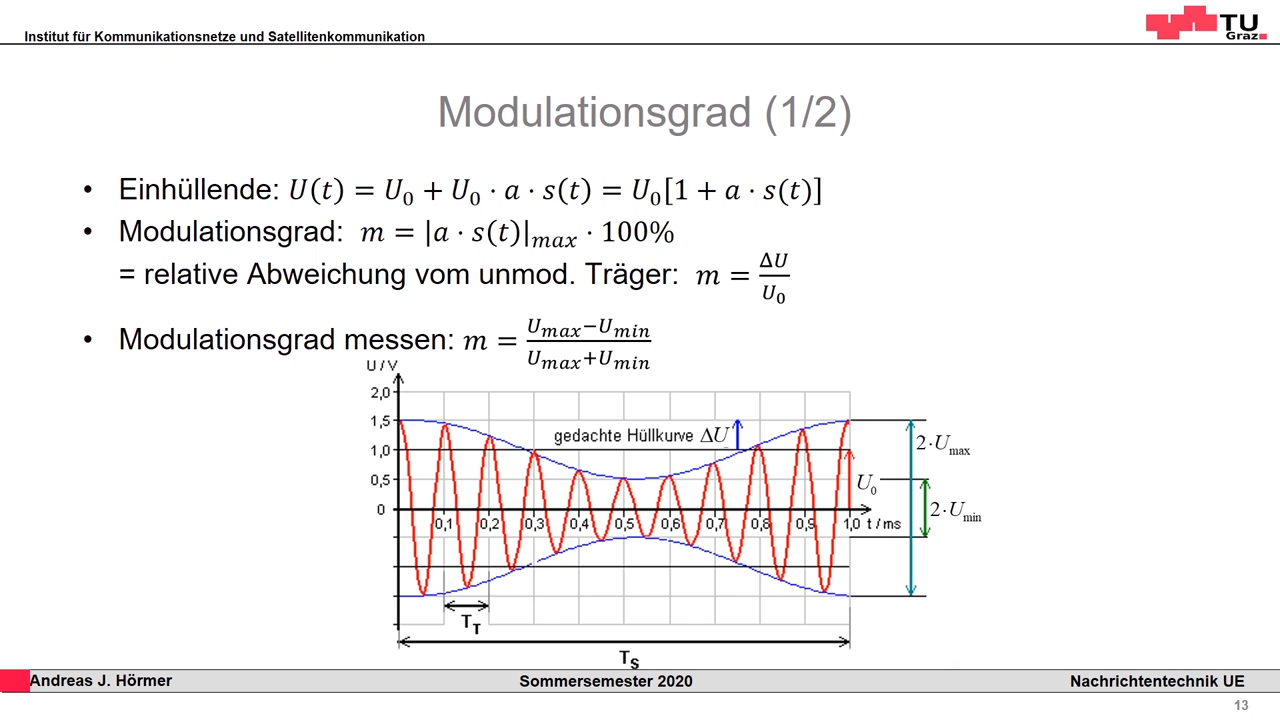 Institut für Kommunikationsnetze und Satellitenkommunikation
TU
Graz
Modulationsgrad (1/2)
• Einhüllende: U(t) = U₀ + U₀ · a · s(t) = U₀[1 + a · s(t)]
• Modulationsgrad: m = |a · s(t)|ₘₐₓ · 100%
= relative Abweichung vom unmod. Träger: m = ΔU/U₀
• Modulationsgrad messen: m = (Umax−Umin)/(Umax+Umin)
U / V
2,0
1,5
gedachte Hüllkurve ΔU
2·Umax
1,0
0,5
U₀
0
0,1 0,2 0,3 0,4 0,5 0,6 0,7 0,8 0,9 1,0 t / ms
2·Umin
TT
TS
Andreas J. Hörmer Sommersemester 2020 Nachrichtentechnik UE
13